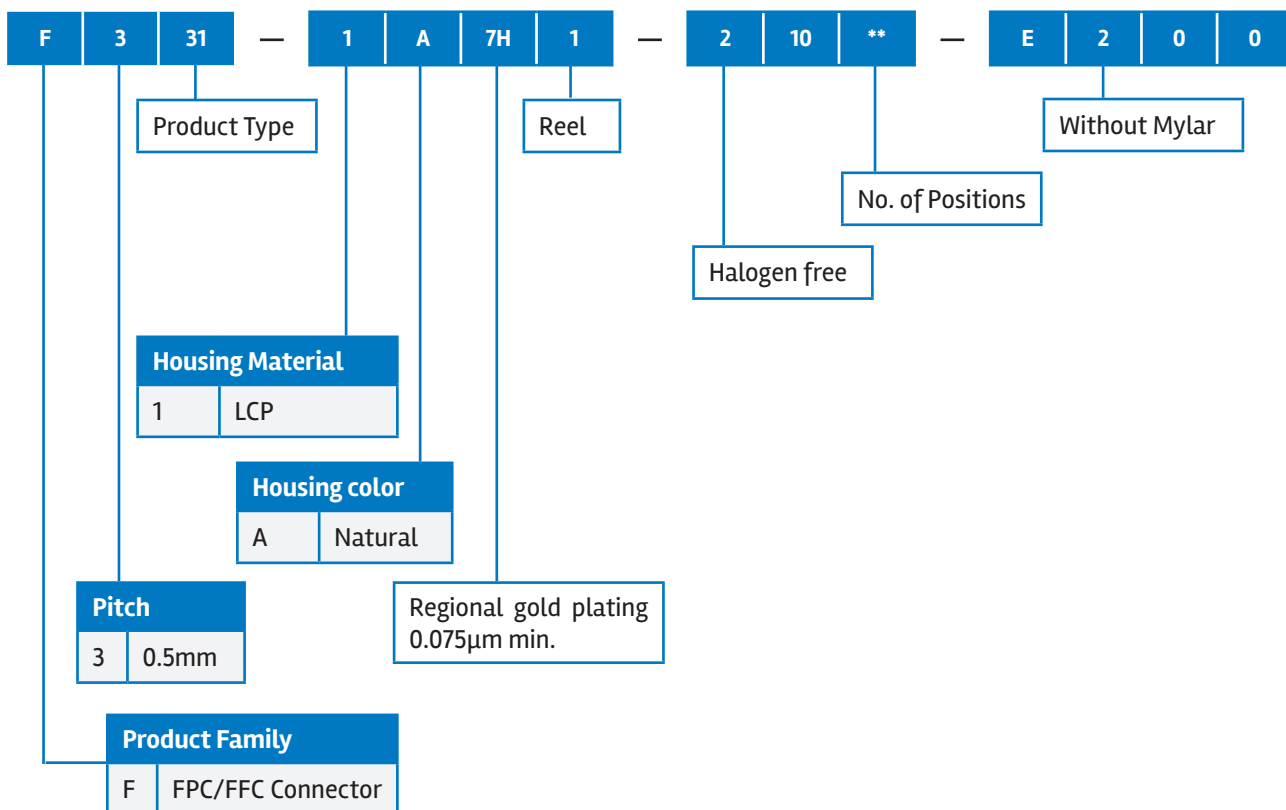 F 3 31 — 1 A 7H 1 — 2 10 ** — E 2 0 0
Product Type
Reel
Without Mylar
No. of Positions
Halogen free
Housing Material
1 LCP
Housing color
A Natural
Pitch
3 0.5mm
Regional gold plating
0.075µm min.
Product Family
F FPC/FFC Connector